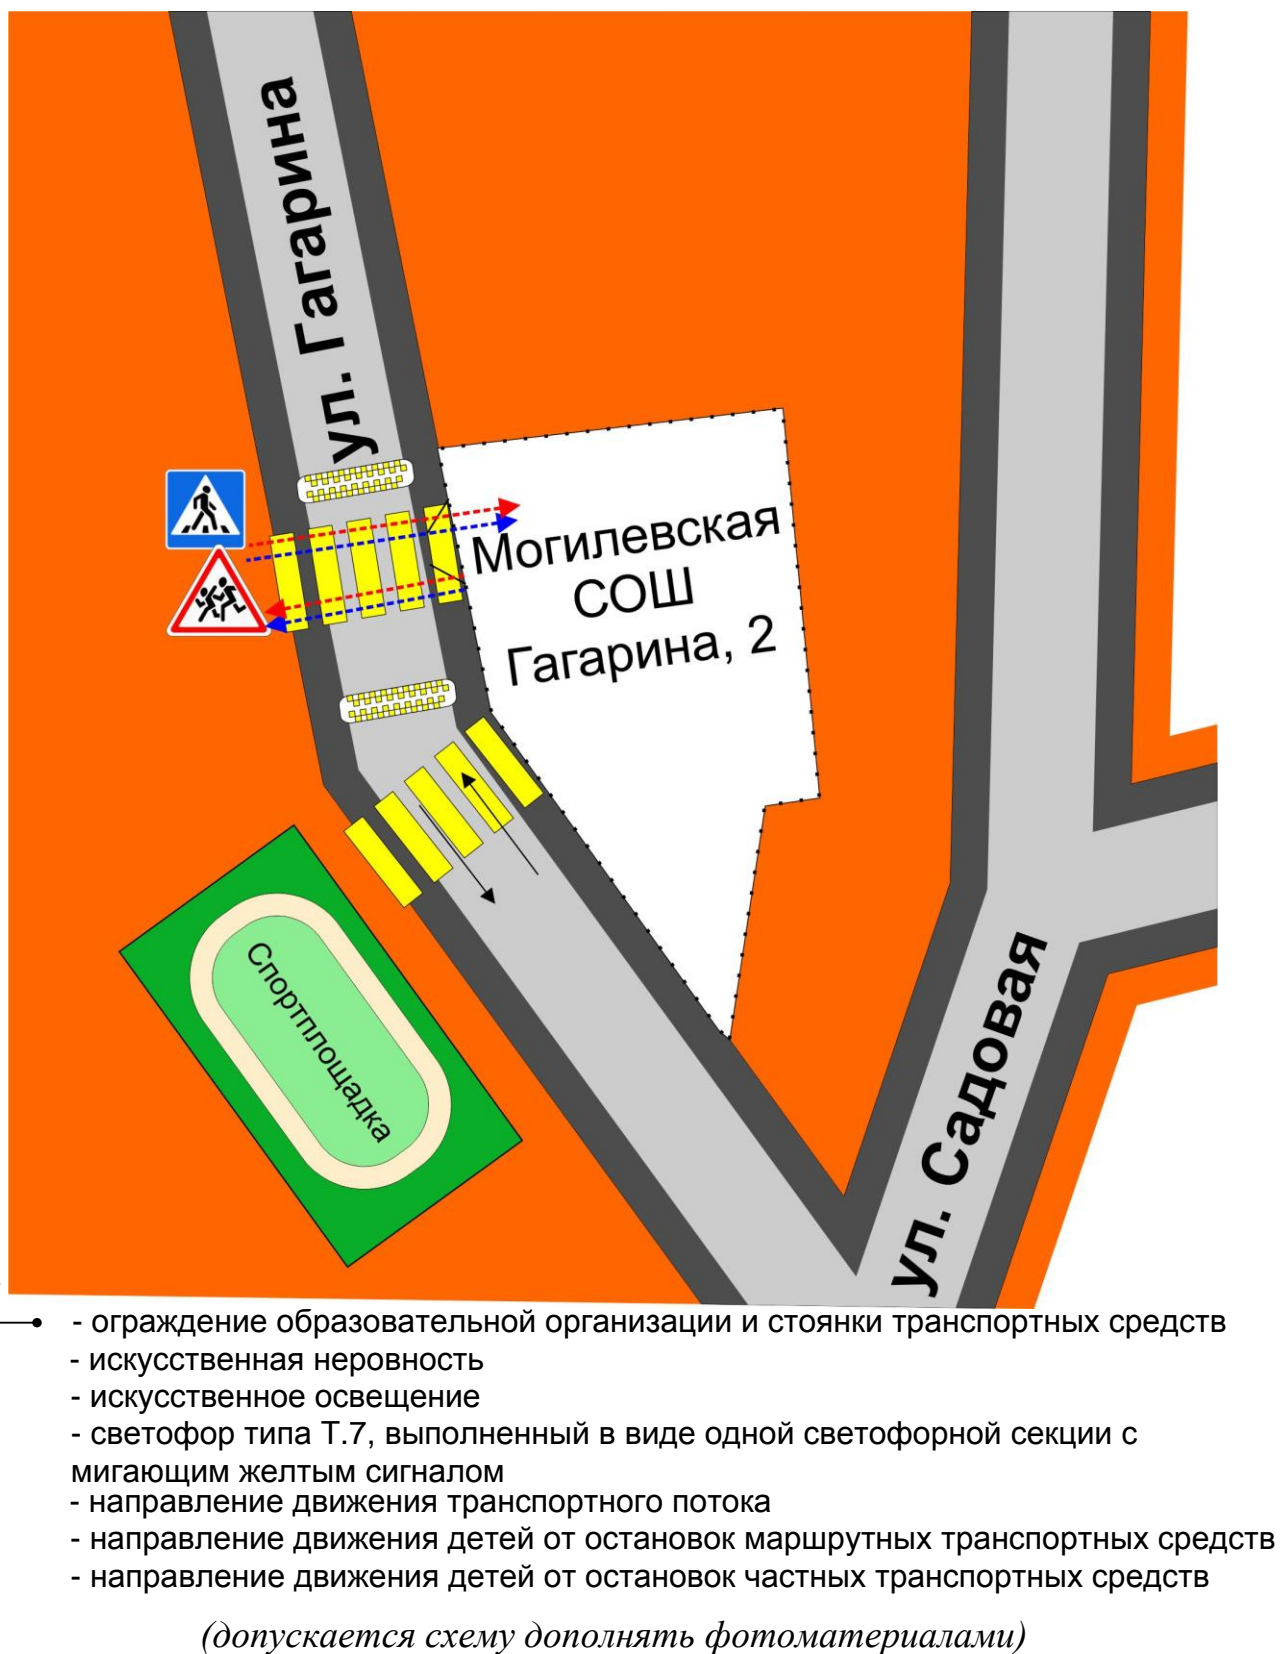 ул. Гагарина
Могилевская
СОШ
Гагарина, 2
Спортплощадка
ул. Садовая
- ограждение образовательной организации и стоянки транспортных средств
- искусственная неровность
- искусственное освещение
- светофор типа Т.7, выполненный в виде одной светофорной секции с
мигающим желтым сигналом
- направление движения транспортного потока
- направление движения детей от остановок маршрутных транспортных средств
- направление движения детей от остановок частных транспортных средств
(допускается схему дополнять фотоматериалами)